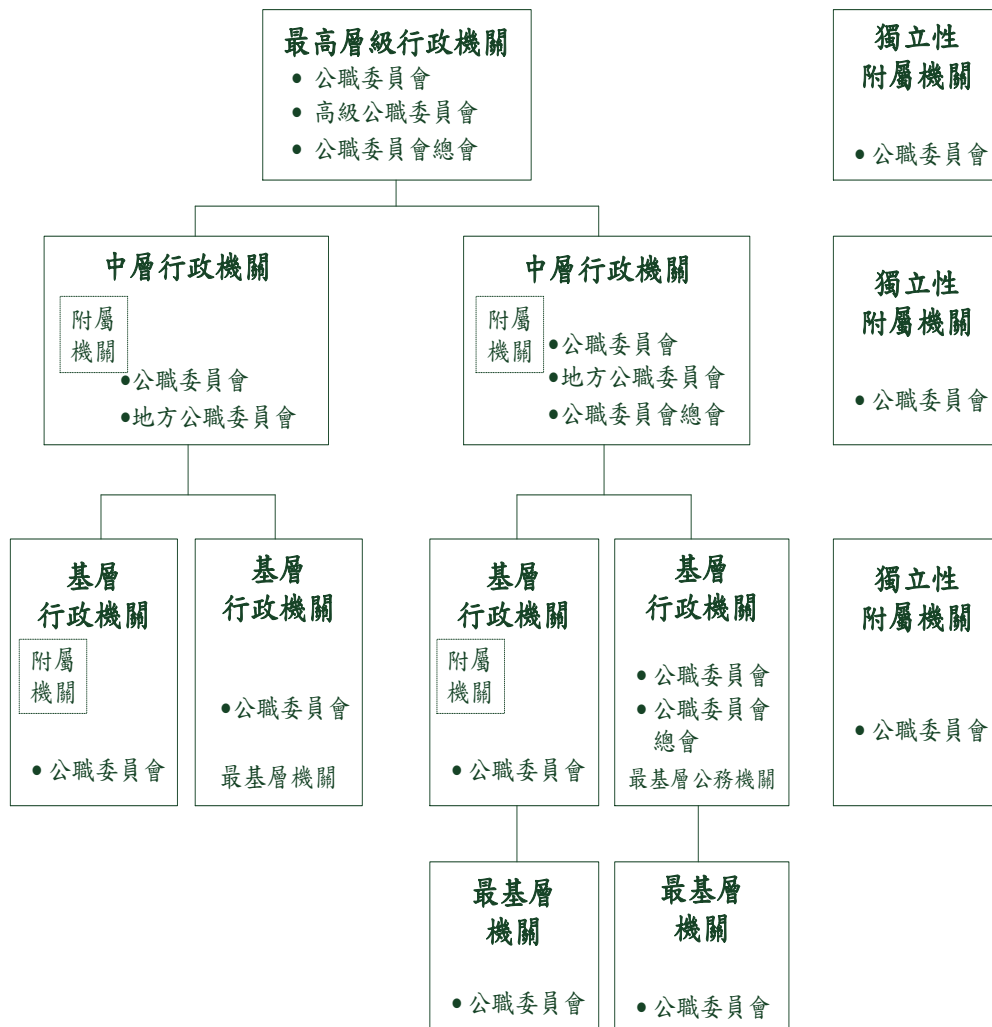 最高層級行政機關
• 公職委員會
• 高級公職委員會
• 公職委員會總會
獨立性
附屬機關
• 公職委員會
中層行政機關
附屬
機關
•公職委員會
•地方公職委員會
中層行政機關
附屬
機關
•公職委員會
•地方公職委員會
•公職委員會總會
獨立性
附屬機關
• 公職委員會
基層
行政機關
附屬
機關
• 公職委員會
基層
行政機關
•公職委員會
最基層機關
基層
行政機關
附屬
機關
• 公職委員會
基層
行政機關
• 公職委員會
• 公職委員會
總會
最基層公務機關
獨立性
附屬機關
• 公職委員會
最基層
機關
• 公職委員會
最基層
機關
• 公職委員會